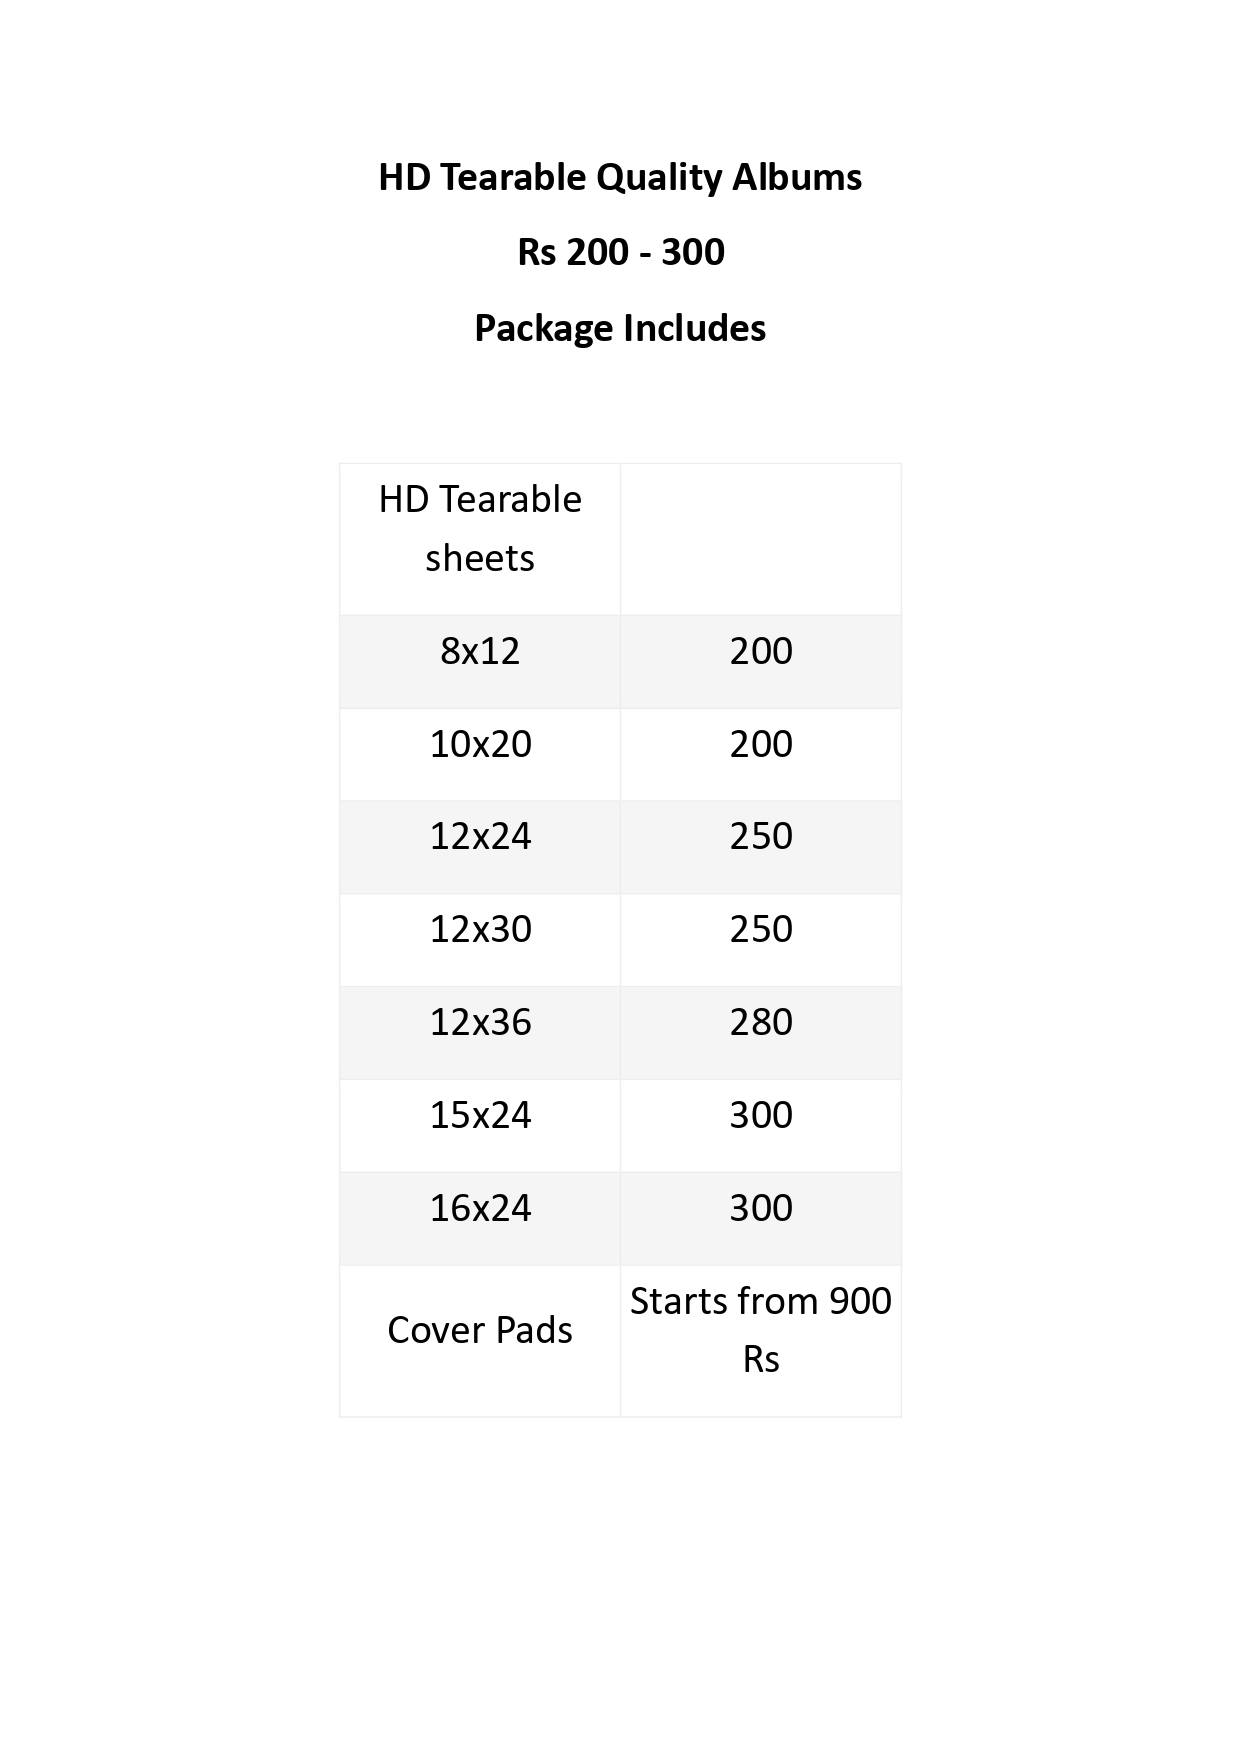 HD Tearable Quality Albums
Rs 200 - 300
Package Includes
HD Tearable
sheets
8x12 200
10x20 200
12x24 250
12x30 250
12x36 280
15x24 300
16x24 300
Cover Pads
Starts from 900
Rs